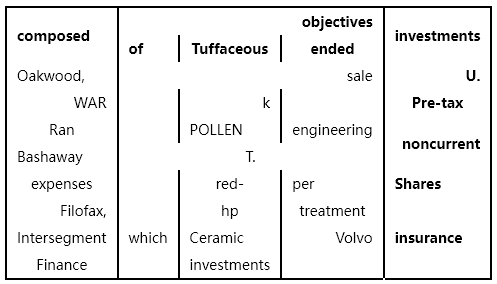 objectives
composed investments
of Tuffaceous ended
Oakwood, sale U.
WAR k Pre-tax
Ran POLLEN engineering
noncurrent
Bashaway T.
expenses red- per Shares
Filofax, hp treatment
Intersegment which Ceramic Volvo insurance
Finance investments